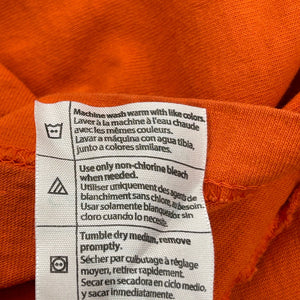 Machine wash warm with like colors.
Laver à la machine à l'eau chaude
avec les mêmes couleurs.
Lavar a máquina con agua tibia,
junto a colores similares.
Use only non-chlorine bleach
when needed.
Utiliser uniquement des agents de
blanchiment sans chlore, au besoin.
Usar solamente blanqueador sin
cloro cuando lo necesite.
Tumble dry medium, remove
promptly.
Sécher par culbutage à réglage
moyen, retirer rapidement.
Secar en secadora en ciclo medio,
y sacar inmediatamente.